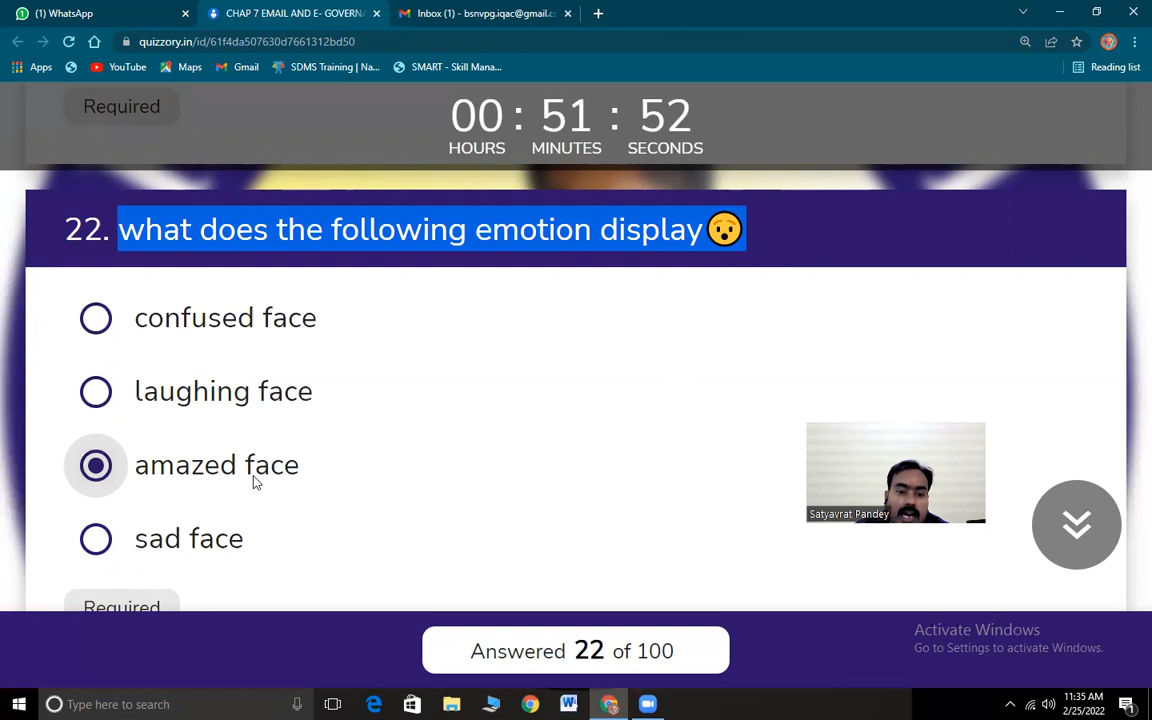 (1) WhatsApp
CHAP 7 EMAIL AND E- GOVERNA
Inbox (1) - bsnvpg.iqac@gmail.c
quizzory.in/id/61f4da507630d7661312bd50
Apps
YouTube
Maps
Gmail
SDMS Training | Na...
SMART - Skill Mana...
Reading list
Required
00 : 51 : 52
HOURS MINUTES SECONDS
22. what does the following emotion display😯
confused face
laughing face
amazed face
sad face
Satyavrat Pandey
Required
Answered 22 of 100
Activate Windows
Go to Settings to activate Windows.
Type here to search
11:35 AM
2/25/2022